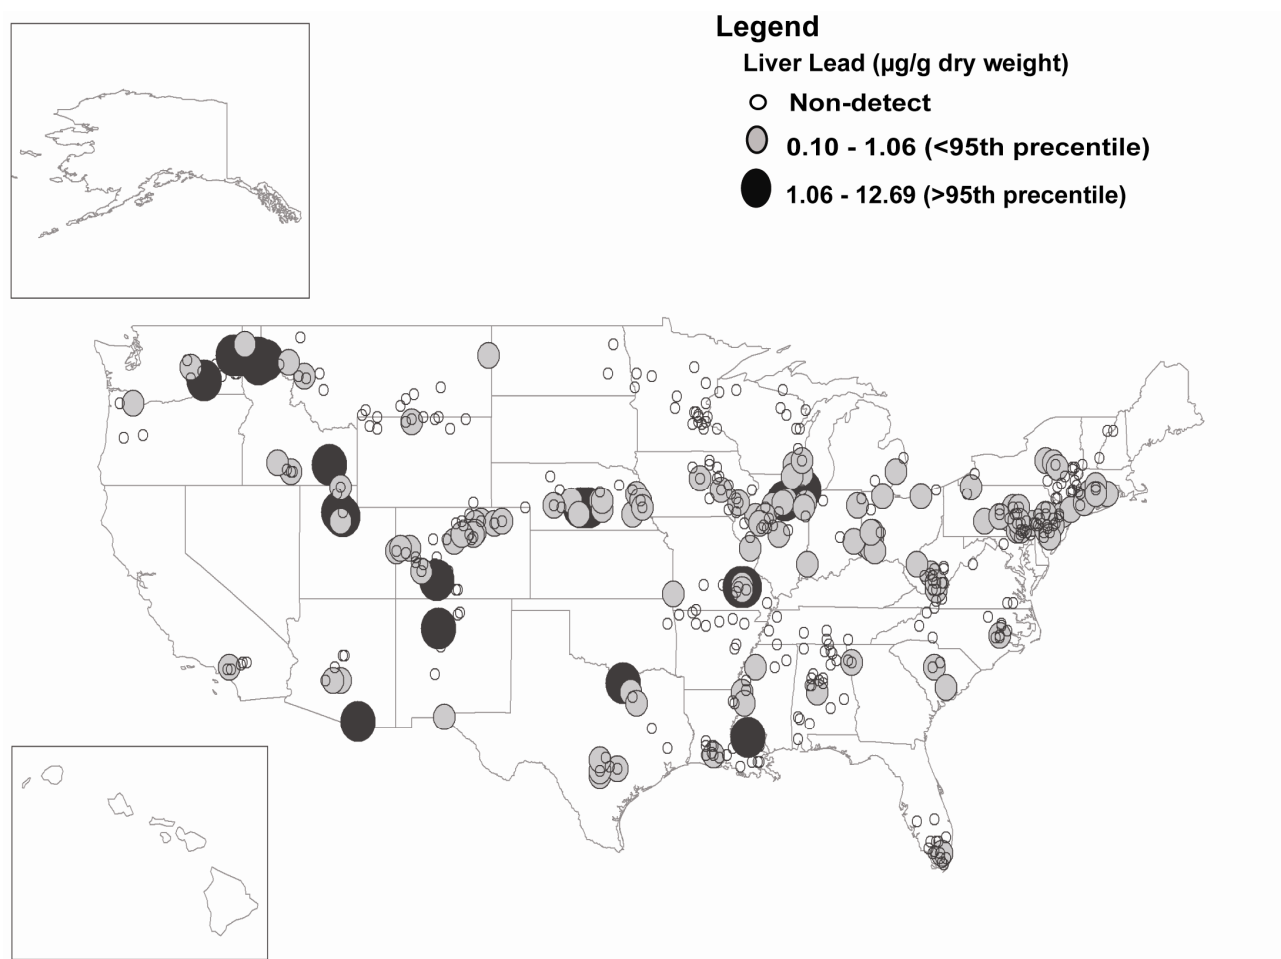 Legend
Liver Lead (µg/g dry weight)
Non-detect
0.10 - 1.06 (<95th precentile)
1.06 - 12.69 (>95th precentile)